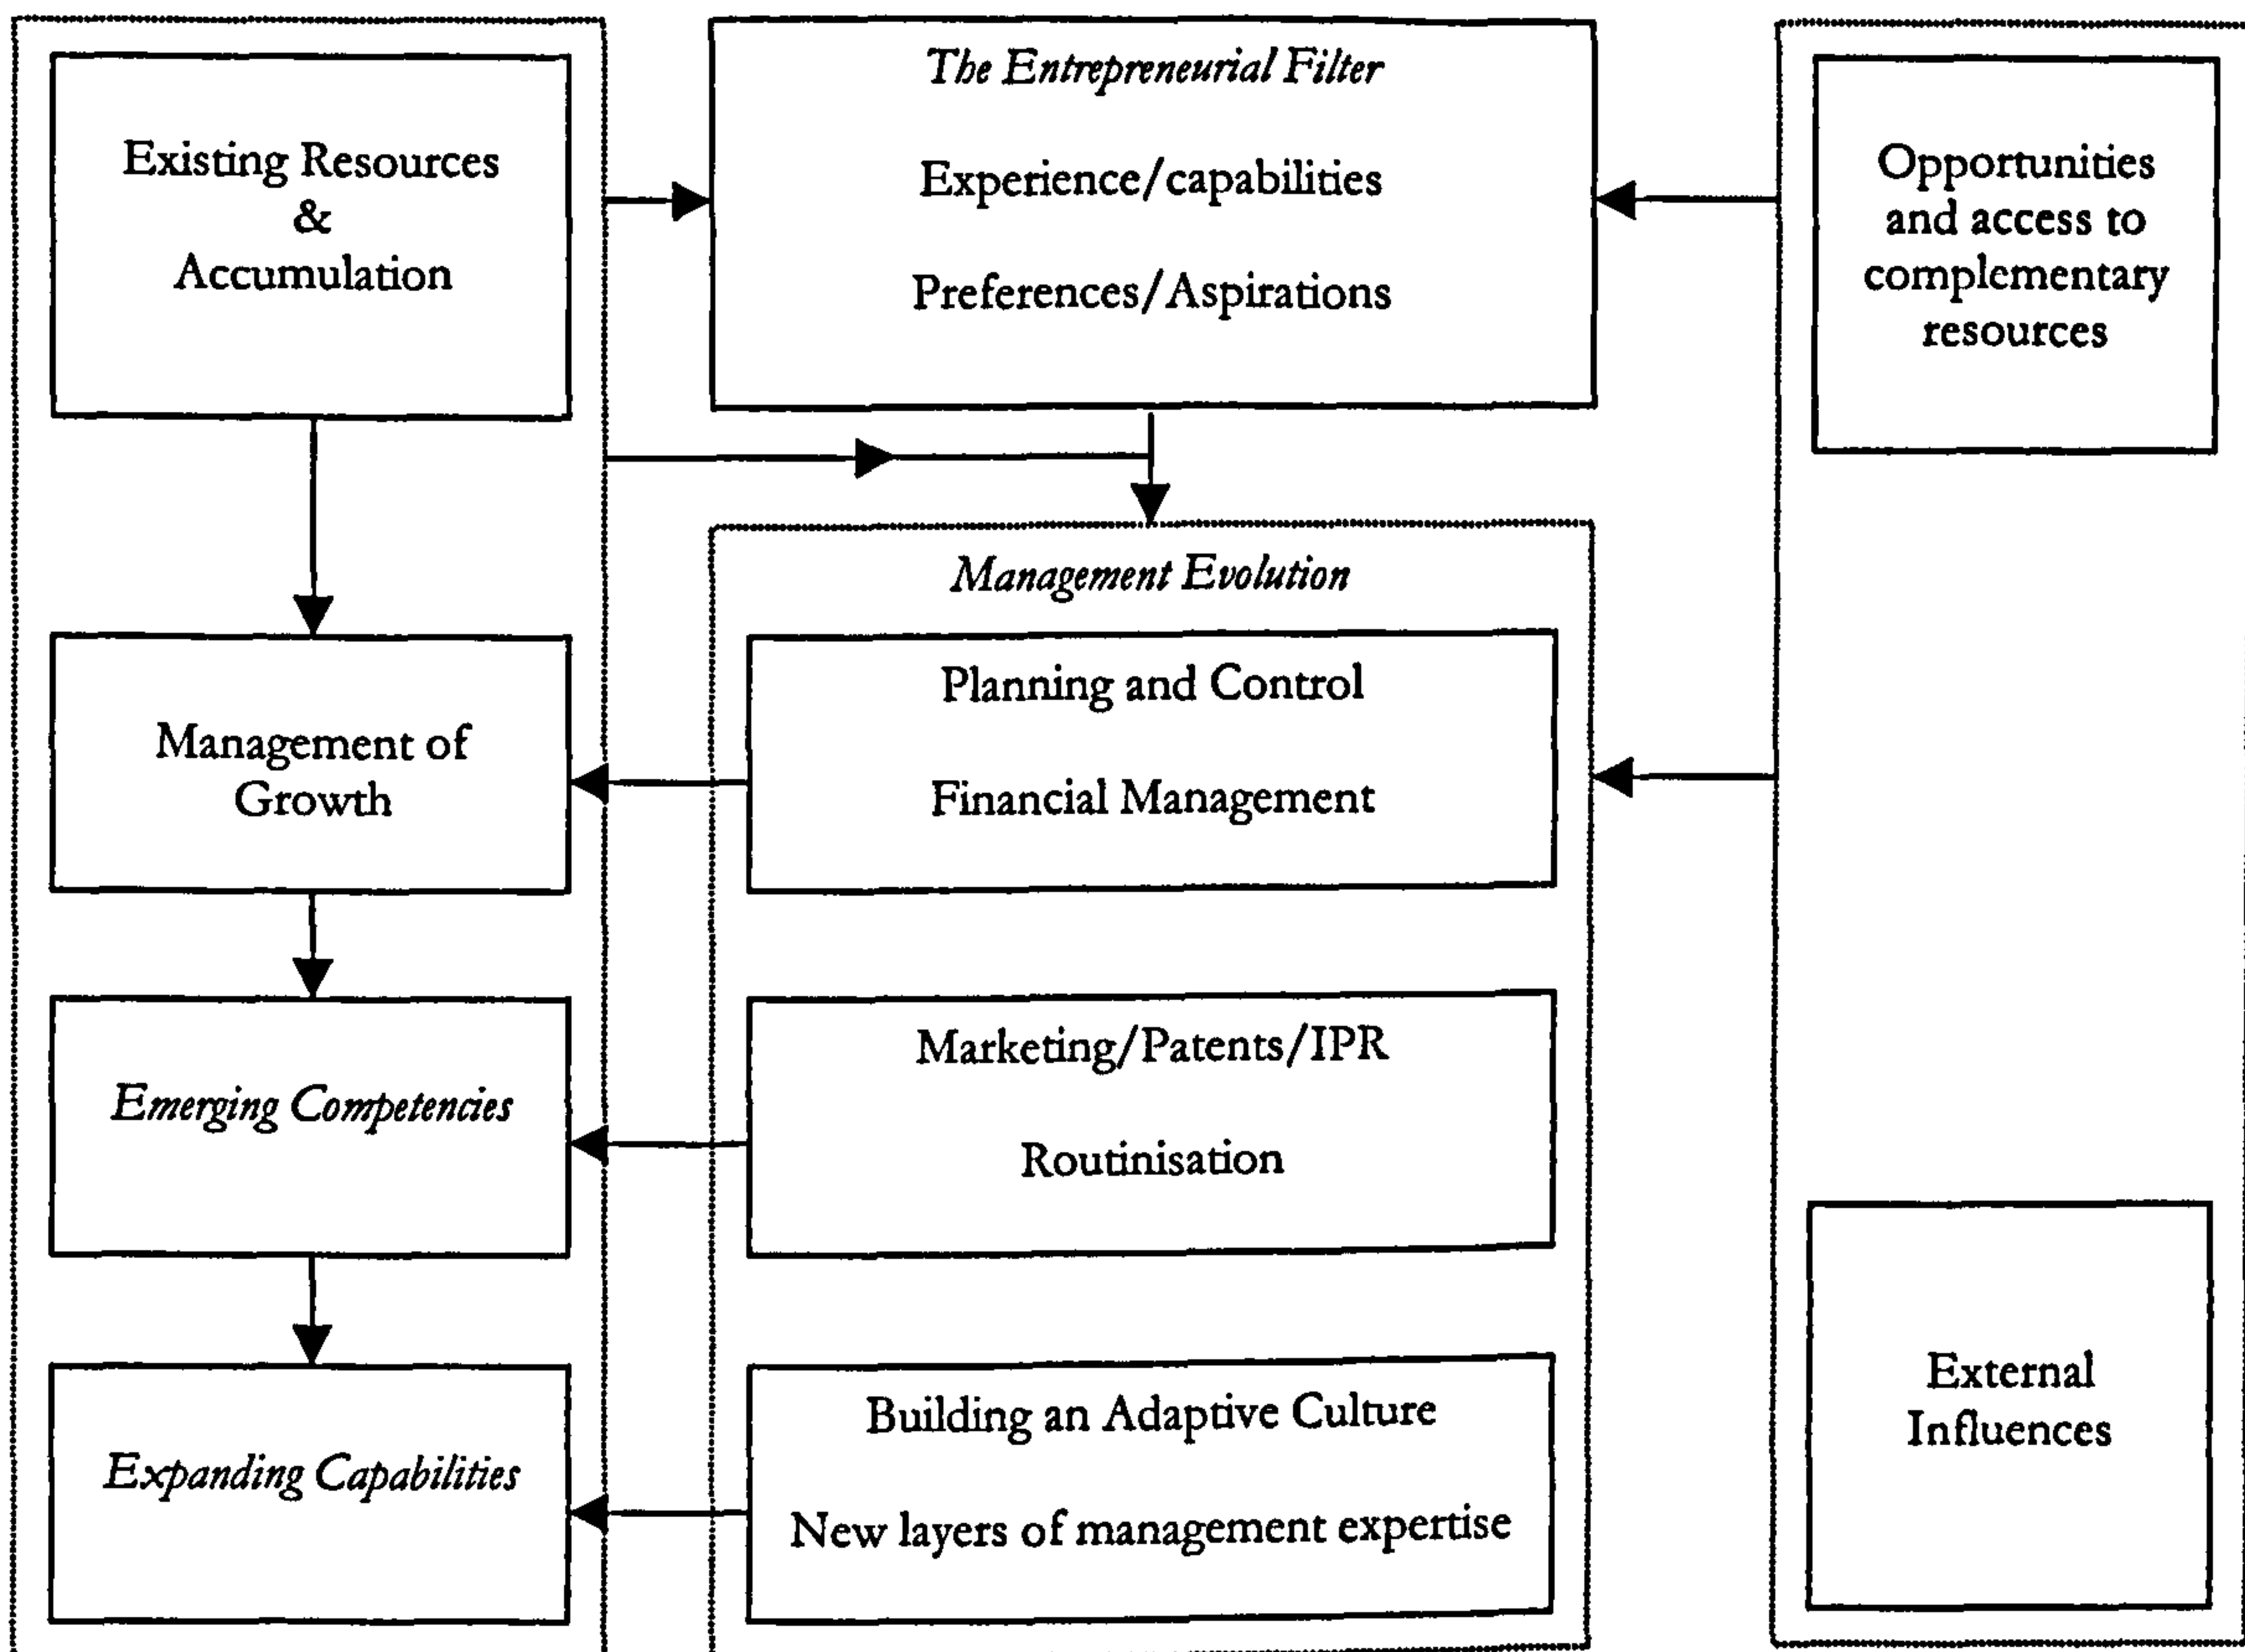 Existing Resources
&
Accumulation
The Entrepreneurial Filter
Experience/capabilities
Preferences/Aspirations
Opportunities
and access to
complementary
resources
Management Evolution
Management of
Growth
Planning and Control
Financial Management
Emerging Competencies
Marketing/Patents/IPR
Routinisation
Expanding Capabilities
Building an Adaptive Culture
New layers of management expertise
External
Influences